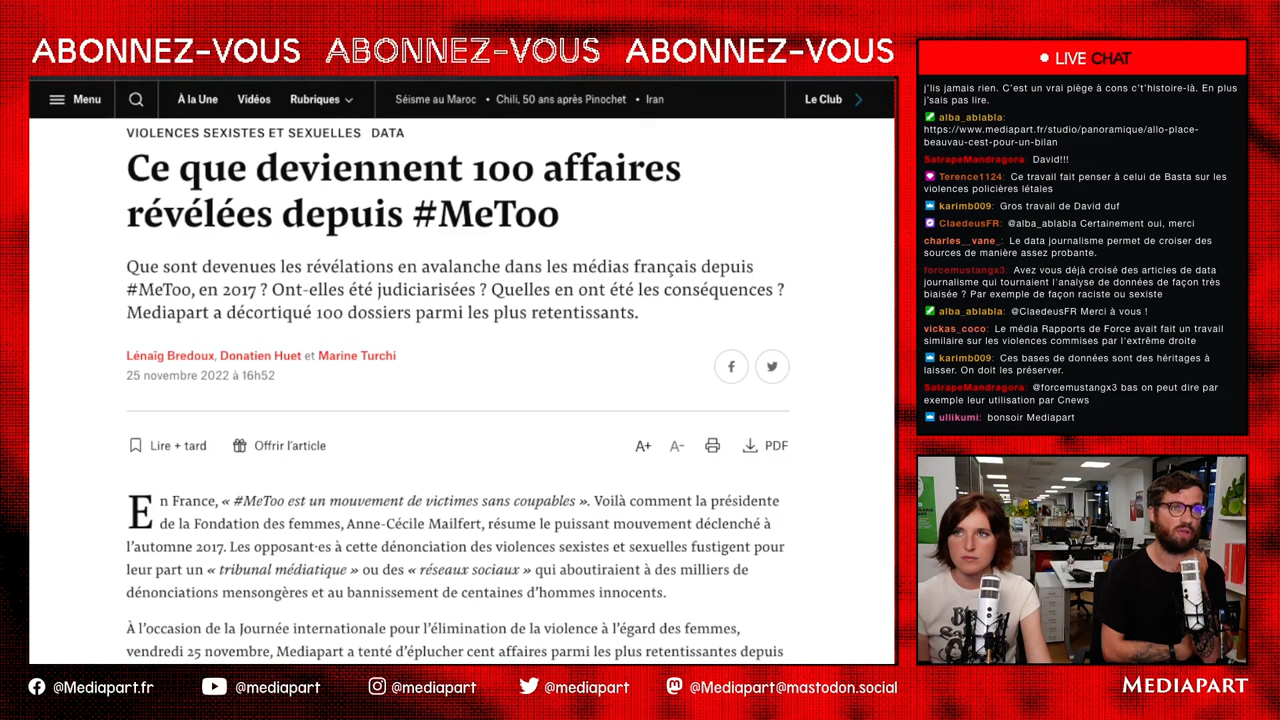 ABONNEZ-VOUS ABONNEZ-VOUS ABONNEZ-VOUS
Menu
À la Une Vidéos Rubriques
Séisme au Maroc • Chili, 50 ans après Pinochet • Iran
Le Club
VIOLENCES SEXISTES ET SEXUELLES DATA
Ce que deviennent 100 affaires
révélées depuis #MeToo
Que sont devenues les révélations en avalanche dans les médias français depuis
#MeToo, en 2017 ? Ont-elles été judiciarisées ? Quelles en ont été les conséquences ?
Mediapart a décortiqué 100 dossiers parmi les plus retentissants.
Lénaïg Bredoux, Donatien Huet et Marine Turchi
25 novembre 2022 à 16h52
Lire + tard Offrir l'article
A+ A- PDF
En France, « #MeToo est un mouvement de victimes sans coupables ». Voilà comment la présidente
de la Fondation des femmes, Anne-Cécile Mailfert, résume le puissant mouvement déclenché à
l'automne 2017. Les opposant·es à cette dénonciation des violences sexistes et sexuelles fustigent pour
leur part un « tribunal médiatique » ou des « réseaux sociaux » qui aboutiraient à des milliers de
dénonciations mensongères et au bannissement de centaines d'hommes innocents.
À l'occasion de la Journée internationale pour l'élimination de la violence à l'égard des femmes,
vendredi 25 novembre, Mediapart a tenté d'éplucher cent affaires parmi les plus retentissantes depuis
LIVE CHAT
j'lis jamais rien. C'est un vrai piège à cons c't'histoire-là. En plus
j'sais pas lire.
alba_ablabla:
https://www.mediapart.fr/studio/panoramique/allo-place-
beauvau-cest-pour-un-bilan
SatrapeMandragora: David!!!
Terence1124: Ce travail fait penser à celui de Basta sur les
violences policières létales
karimb009: Gros travail de David duf
ClaedeusFR: @alba_ablabla Certainement oui, merci
charles__vane_: Le data journalisme permet de croiser des
sources de manière assez probante.
forcemustangx3: Avez vous déjà croisé des articles de data
journalisme qui tournaient l'analyse de données de façon très
biaisée ? Par exemple de façon raciste ou sexiste
alba_ablabla: @ClaedeusFR Merci à vous !
vickas_coco: Le média Rapports de Force avait fait un travail
similaire sur les violences commises par l'extrême droite
karimb009: Ces bases de données sont des héritages à
laisser. On doit les préserver.
SatrapeMandragora: @forcemustangx3 bas on peut dire par
exemple leur utilisation par Cnews
ullikumi: bonsoir Mediapart
@Mediapart.fr @mediapart @mediapart @mediapart @Mediapart@mastodon.social
MEDIAPART